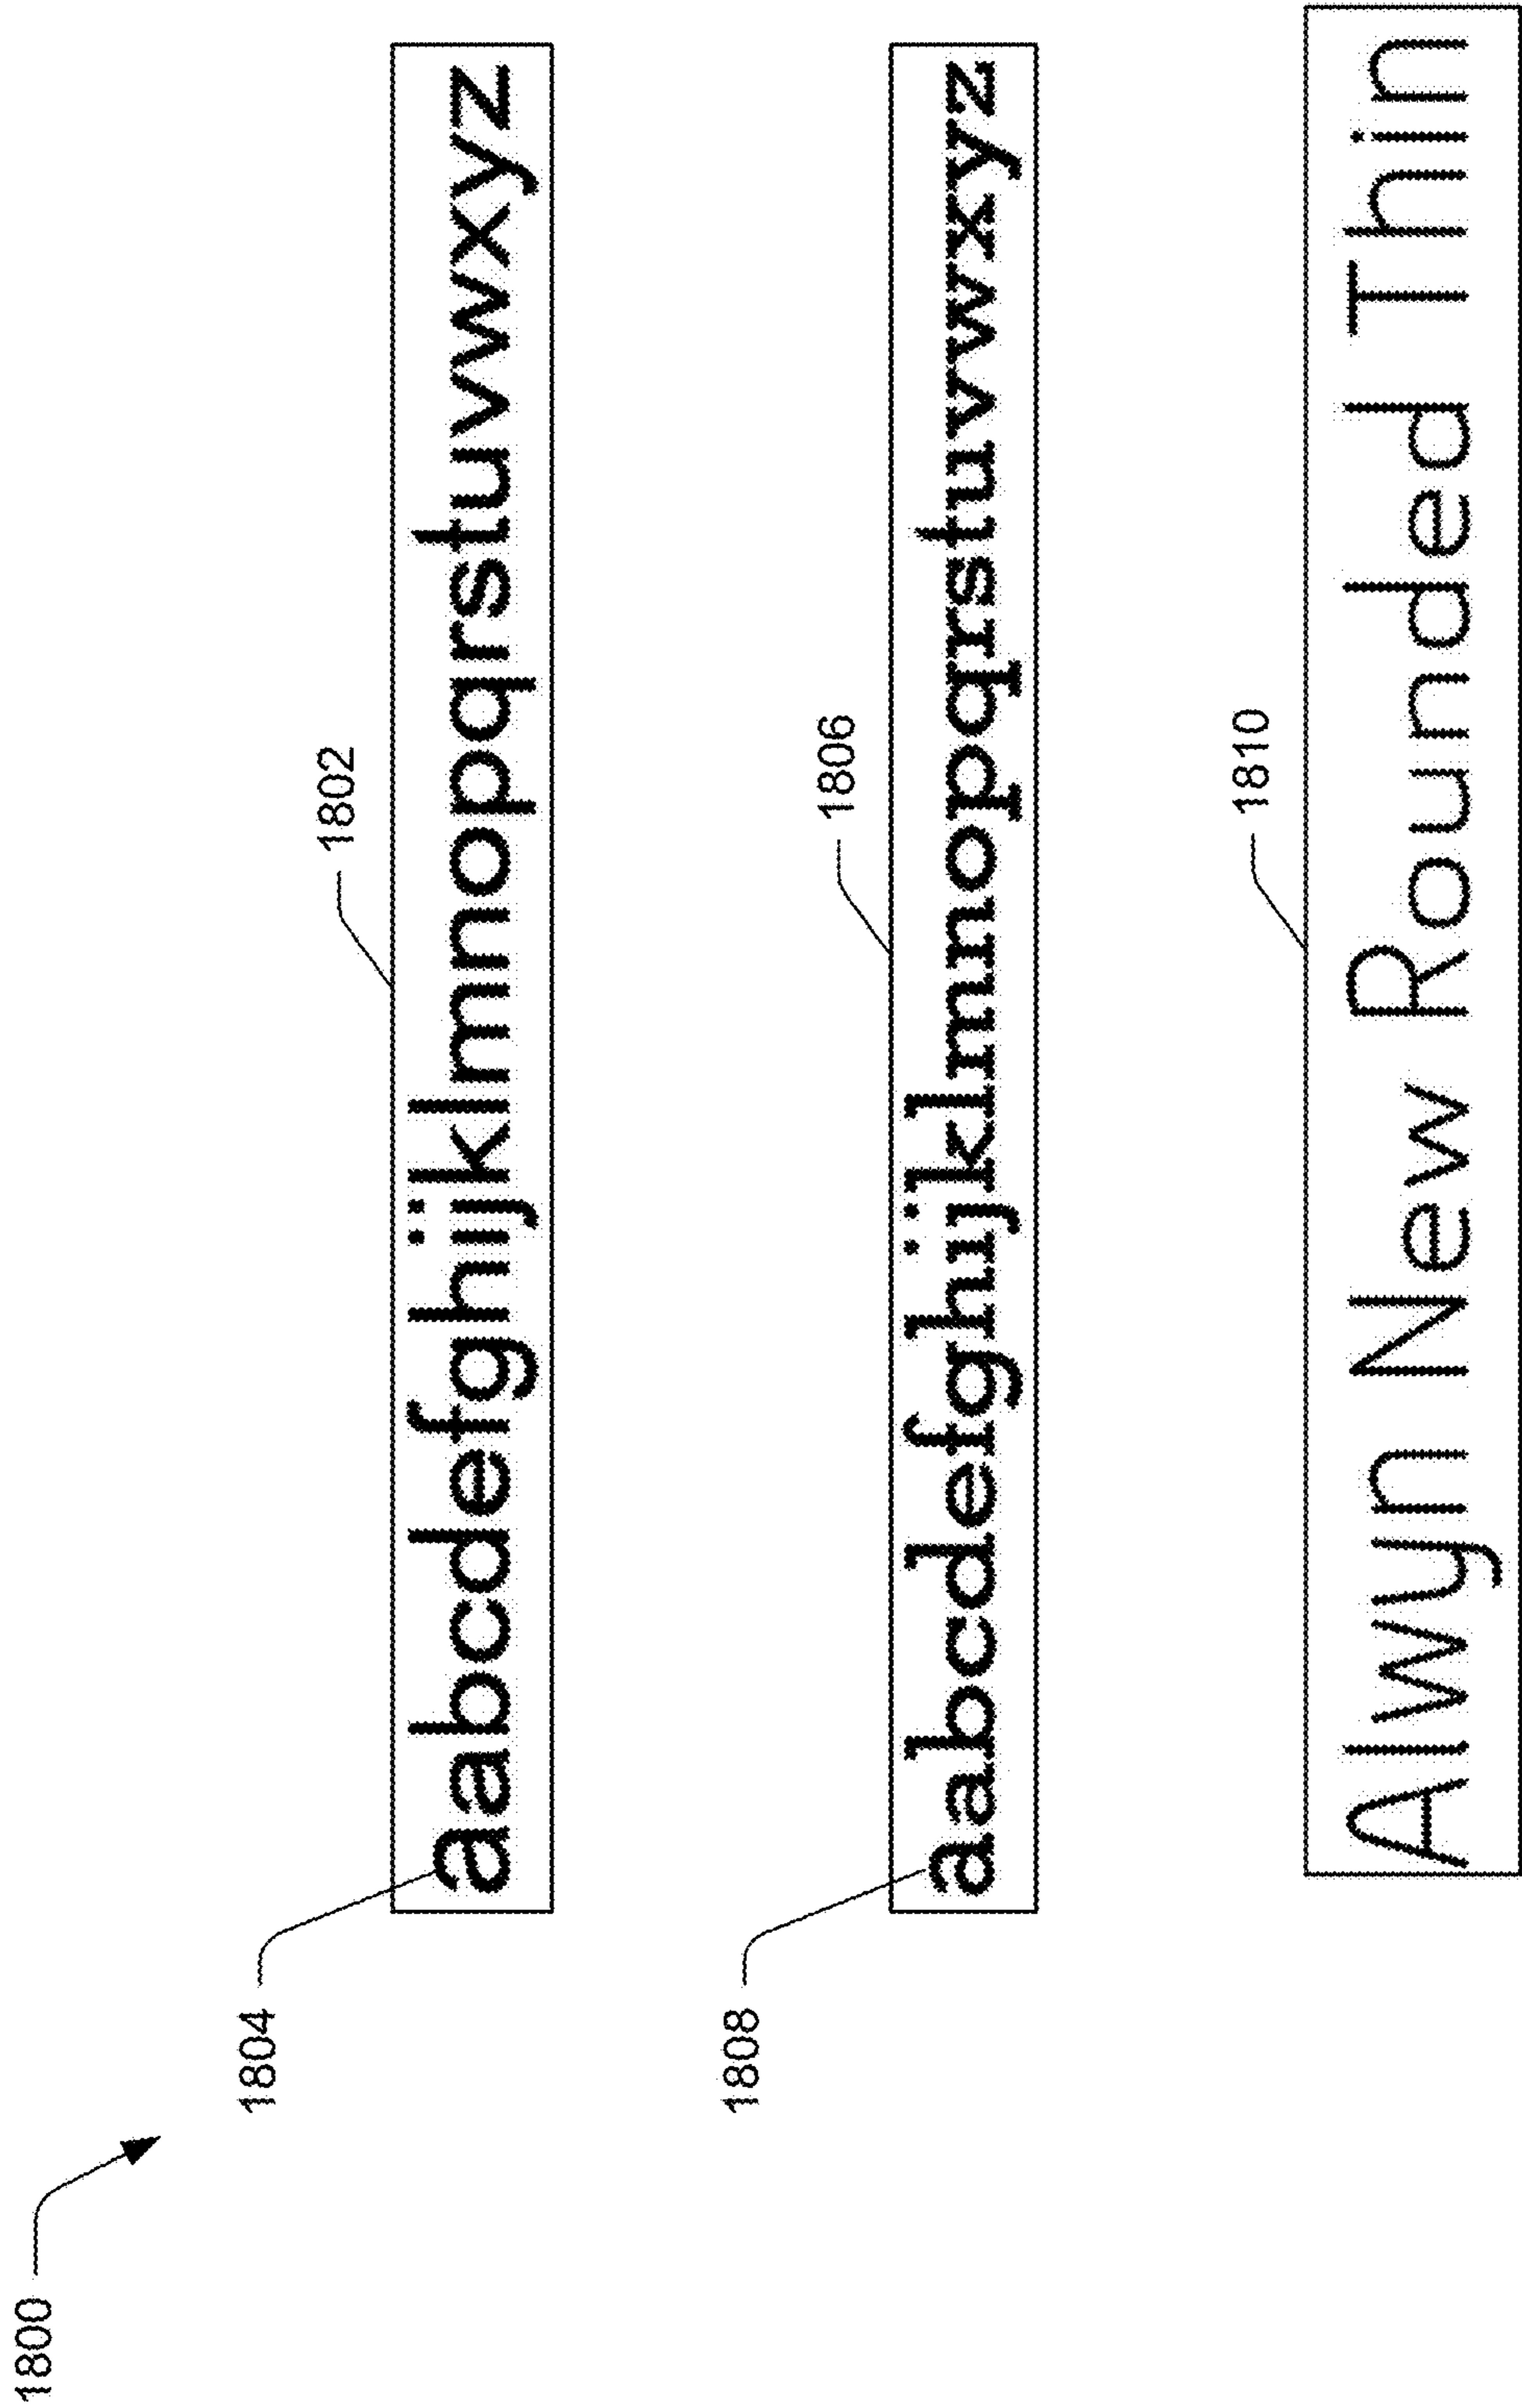 1800
1804
1802
aabcdefghijklmnopqrstuvwxyz
1808
1806
aabcdefghijklmnopqrstuvwxyz
1810
Alwyn New Rounded Thin